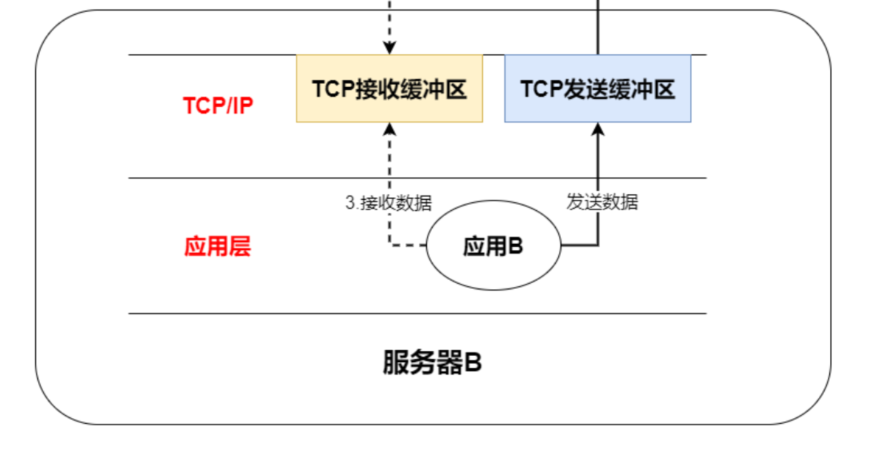 TCP接收缓冲区
TCP发送缓冲区
TCP/IP
3.接收数据
发送数据
应用层
应用B
服务器B